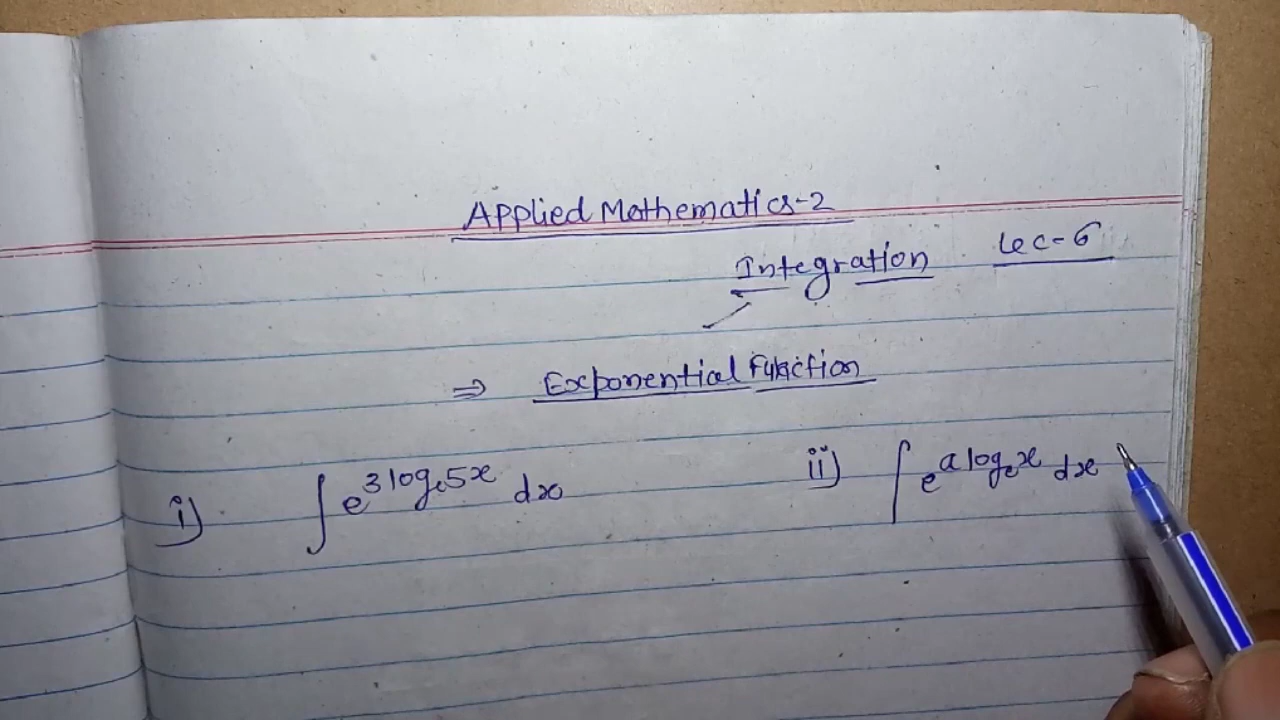 Applied Mathematics-2
Integration Lec-6
⇒ Exponential Function
i) ∫ e^{3 log_e 5x} dx ii) ∫ e^{a log_e x} dx